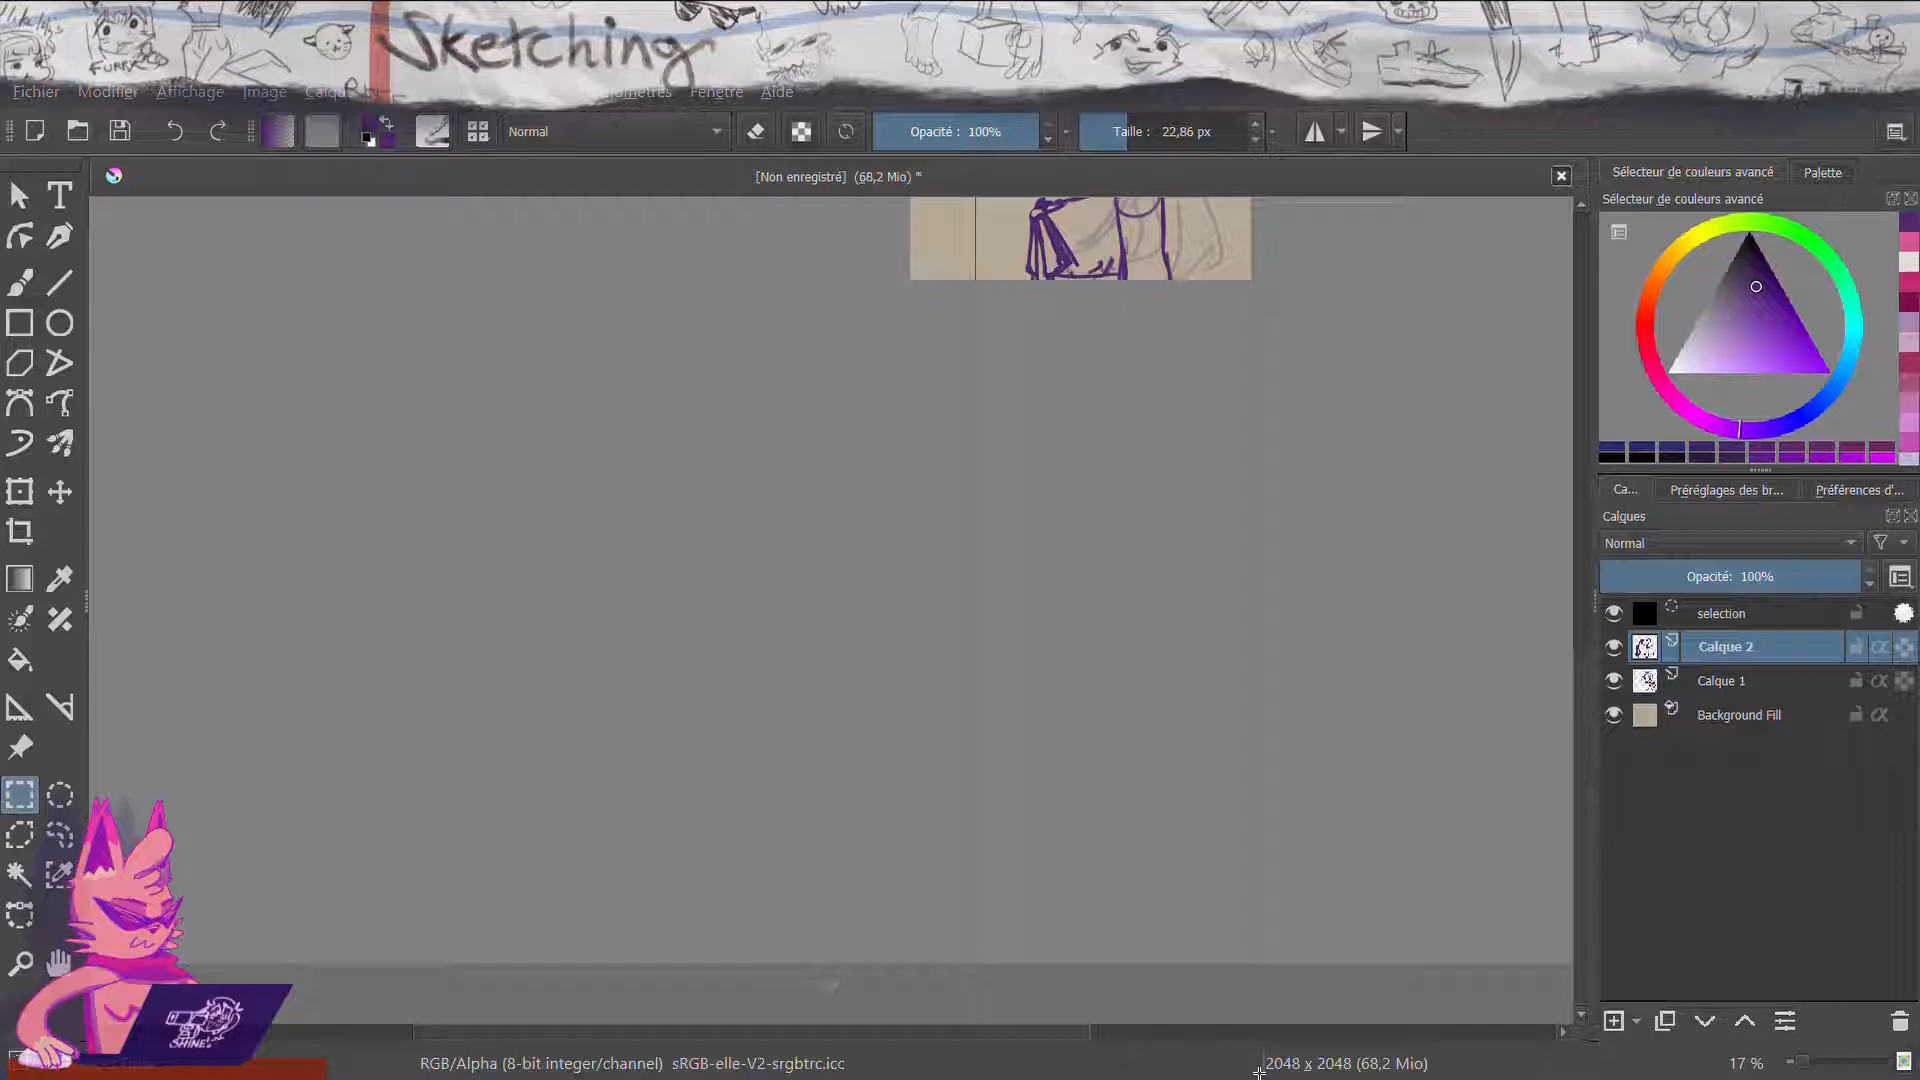 Sketching
FURRY
Fichier Modifier Affichage Image Calque Fenêtre Aide
Normal
Opacité : 100%
Taille : 22,86 px
[Non enregistré] (68,2 Mio) *
Sélecteur de couleurs avancé
Palette
Sélecteur de couleurs avancé
Ca...
Préréglages des br...
Préférences d'...
Calques
Normal
Opacité: 100%
selection
Calque 2
Calque 1
Background Fill
SHINE!
RGB/Alpha (8-bit integer/channel) sRGB-elle-V2-srgbtrc.icc
2048 x 2048 (68,2 Mio)
17 %